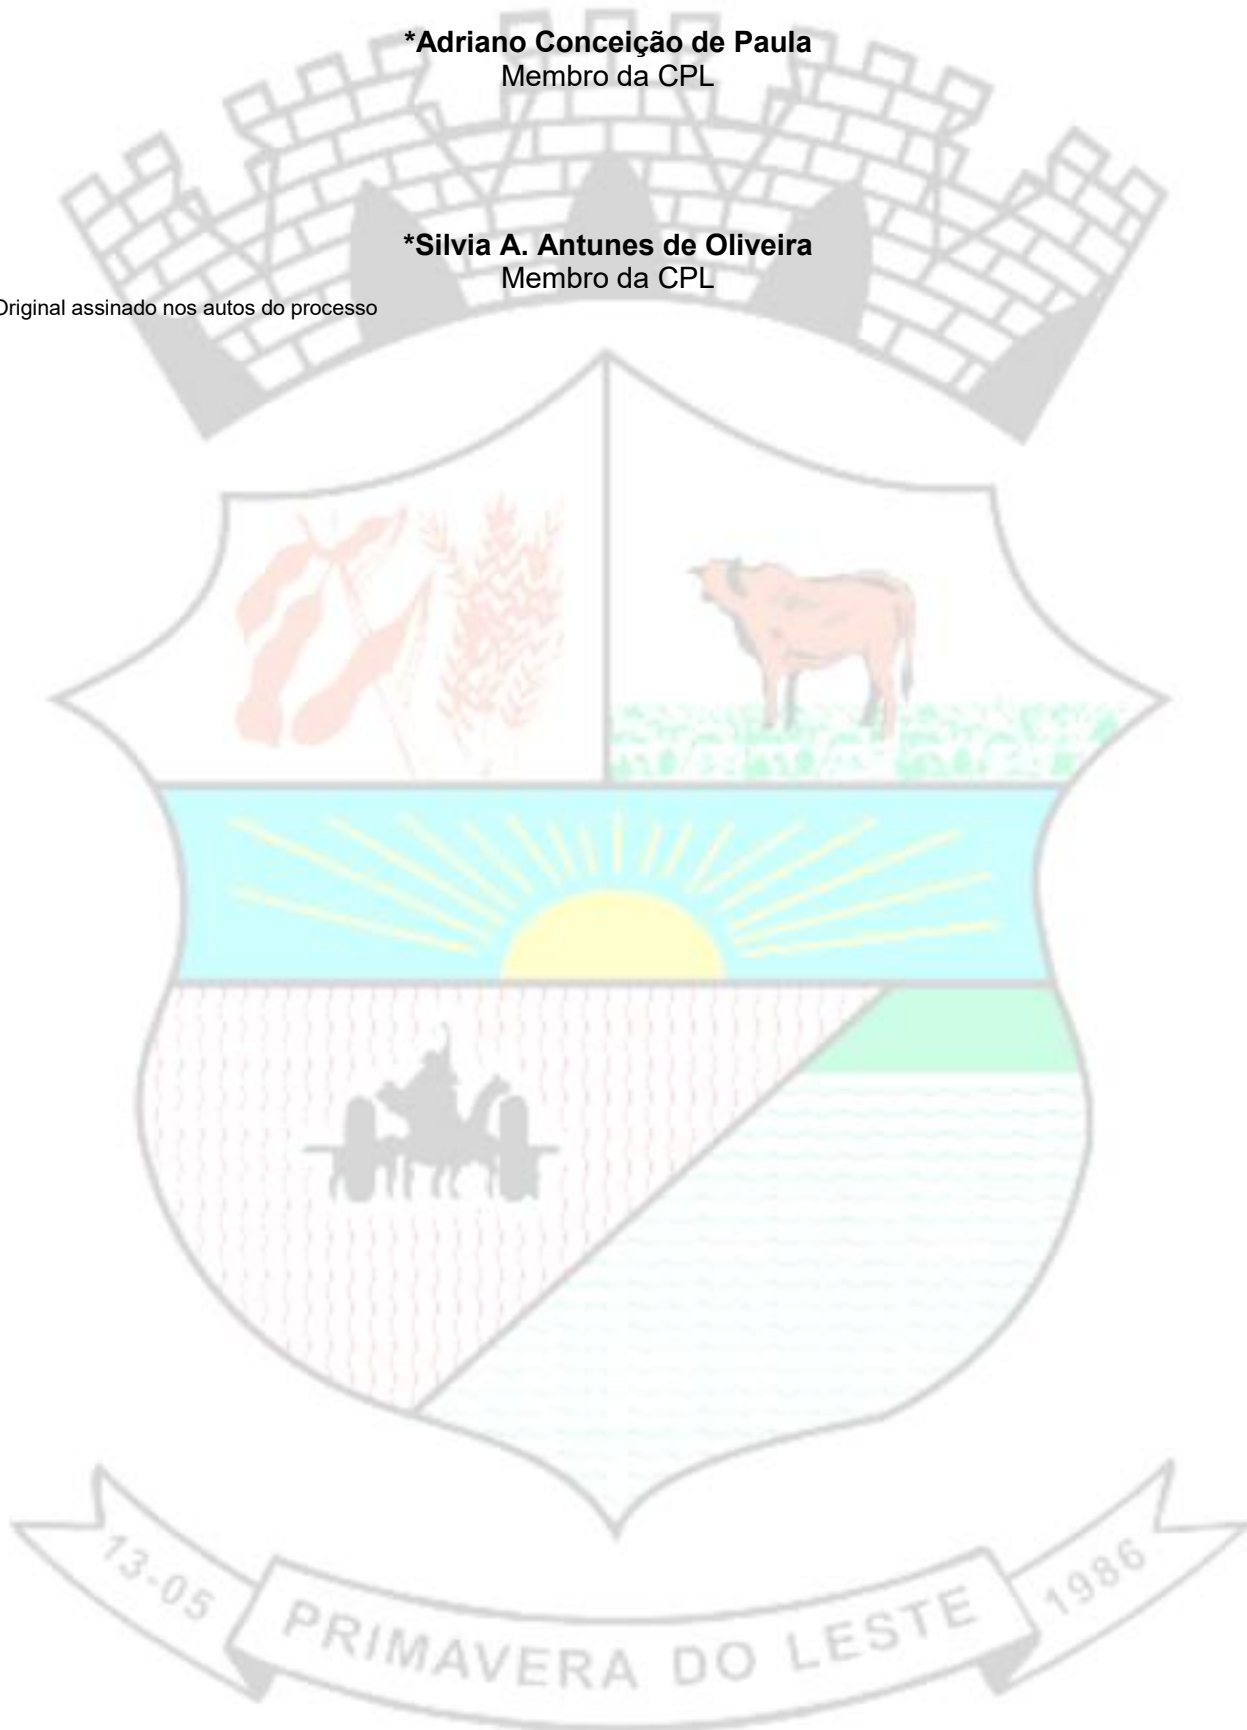 *Adriano Conceição de Paula
Membro da CPL
*Silvia A. Antunes de Oliveira
Membro da CPL
Original assinado nos autos do processo
13-05
PRIMAVERA DO LESTE
1986